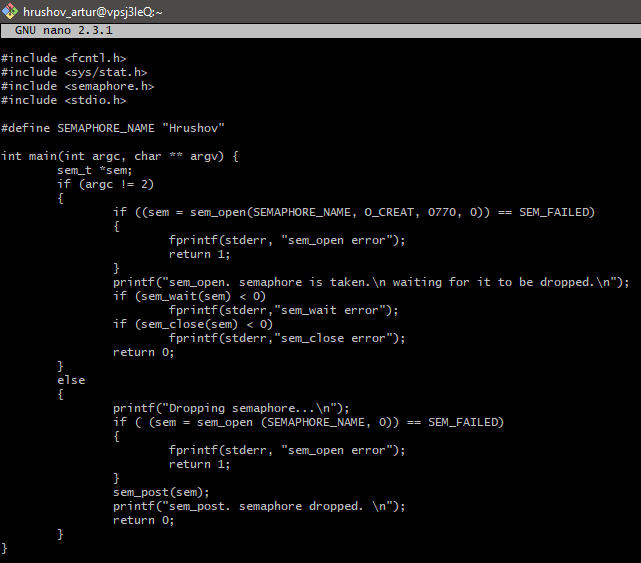 hrushov_artur@vpsj3leQ:~
GNU nano 2.3.1
#include <fcntl.h>
#include <sys/stat.h>
#include <semaphore.h>
#include <stdio.h>
#define SEMAPHORE_NAME "Hrushov"
int main(int argc, char ** argv) {
        sem_t *sem;
        if (argc != 2)
        {
                if ((sem = sem_open(SEMAPHORE_NAME, O_CREAT, 0770, 0)) == SEM_FAILED)
                {
                        fprintf(stderr, "sem_open error");
                        return 1;
                }
                printf("sem_open. semaphore is taken.\n waiting for it to be dropped.\n");
                if (sem_wait(sem) < 0)
                        fprintf(stderr,"sem_wait error");
                if (sem_close(sem) < 0)
                        fprintf(stderr,"sem_close error");
                return 0;
        }
        else
        {
                printf("Dropping semaphore...\n");
                if ( (sem = sem_open (SEMAPHORE_NAME, 0)) == SEM_FAILED)
                {
                        fprintf(stderr, "sem_open error");
                        return 1;
                }
                sem_post(sem);
                printf("sem_post. semaphore dropped. \n");
                return 0;
        }
}